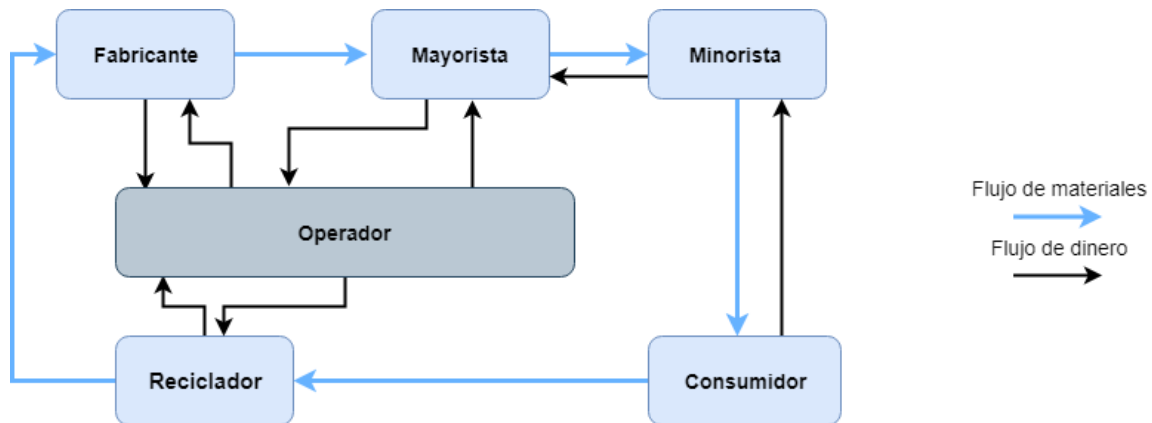 Fabricante
Mayorista
Minorista
Flujo de materiales
Operador
Flujo de dinero
Reciclador
Consumidor